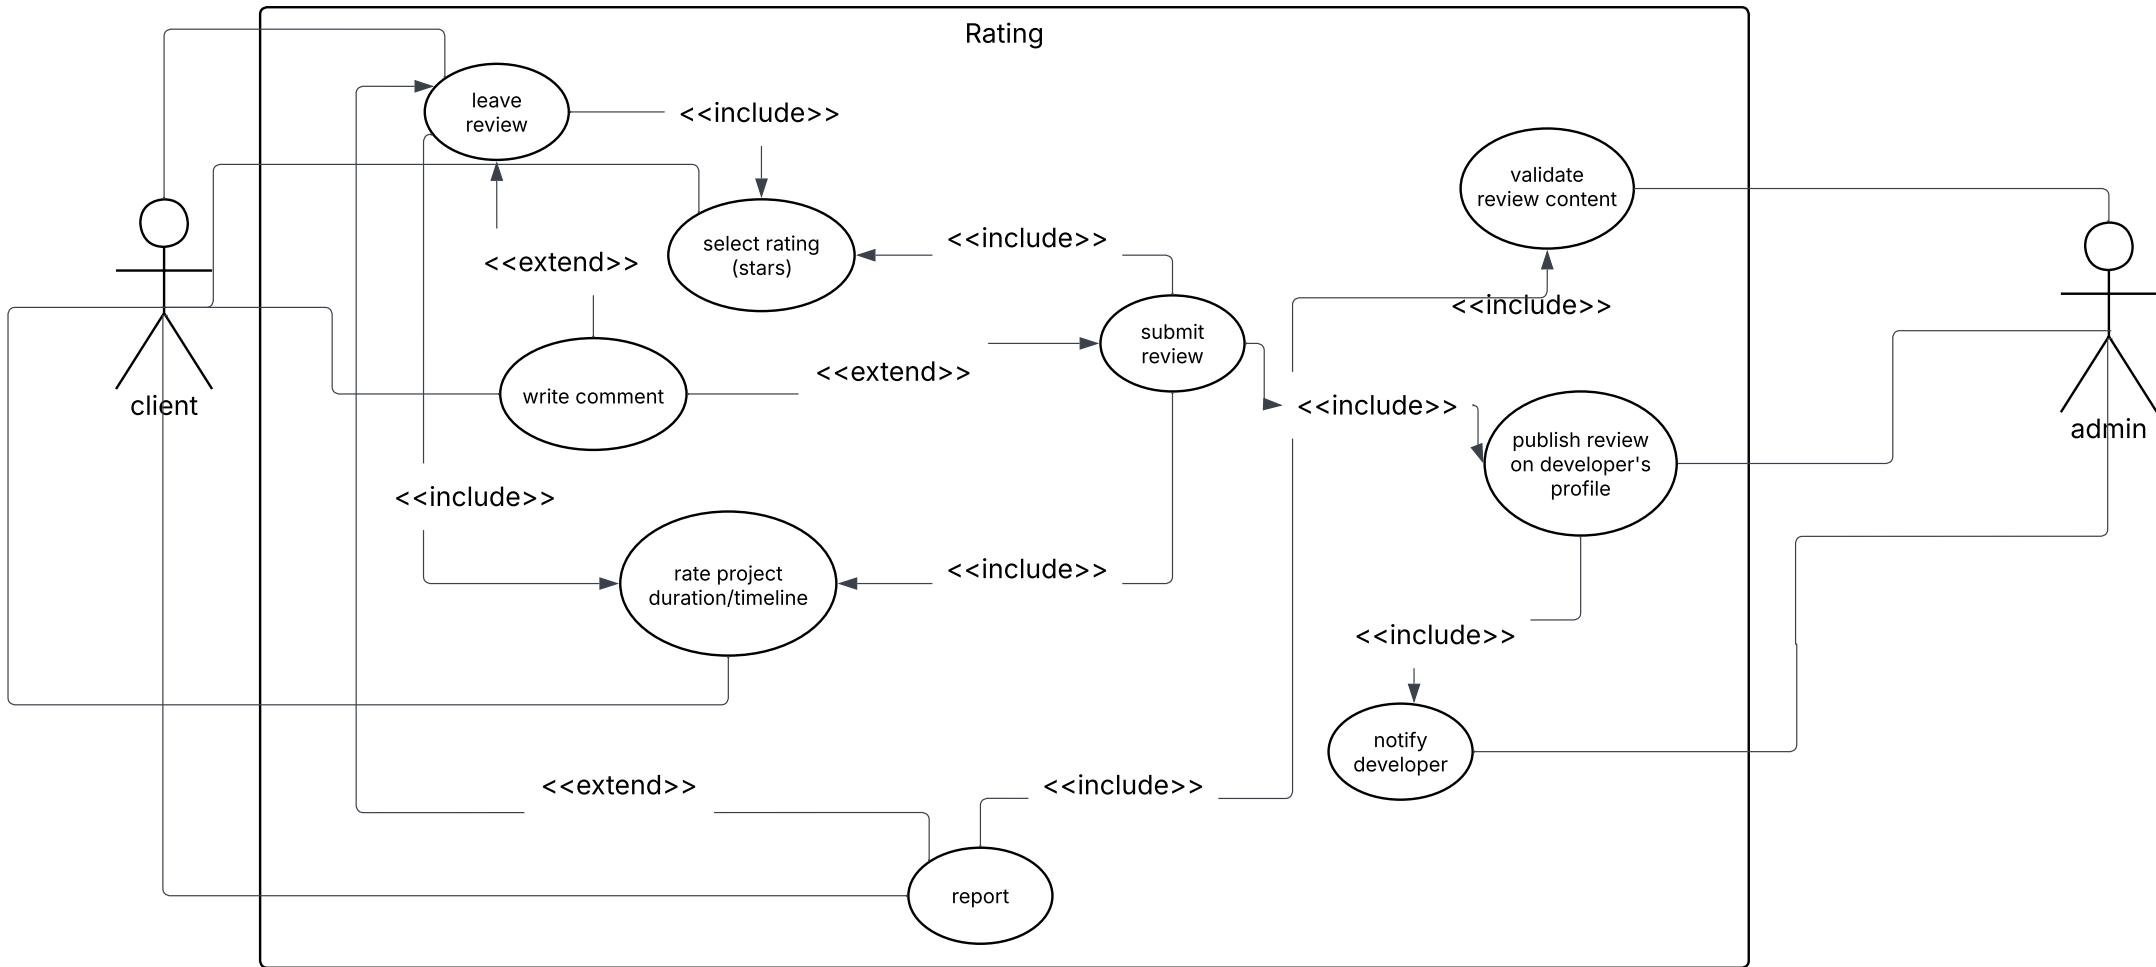 Rating
leave
review
<<include>>
validate
review content
select rating
(stars)
<<include>>
<<extend>>
<<include>>
submit
review
<<extend>>
write comment
client
<<include>>
admin
publish review
on developer's
profile
<<include>>
rate project
duration/timeline
<<include>>
<<include>>
notify
developer
<<extend>>
<<include>>
report